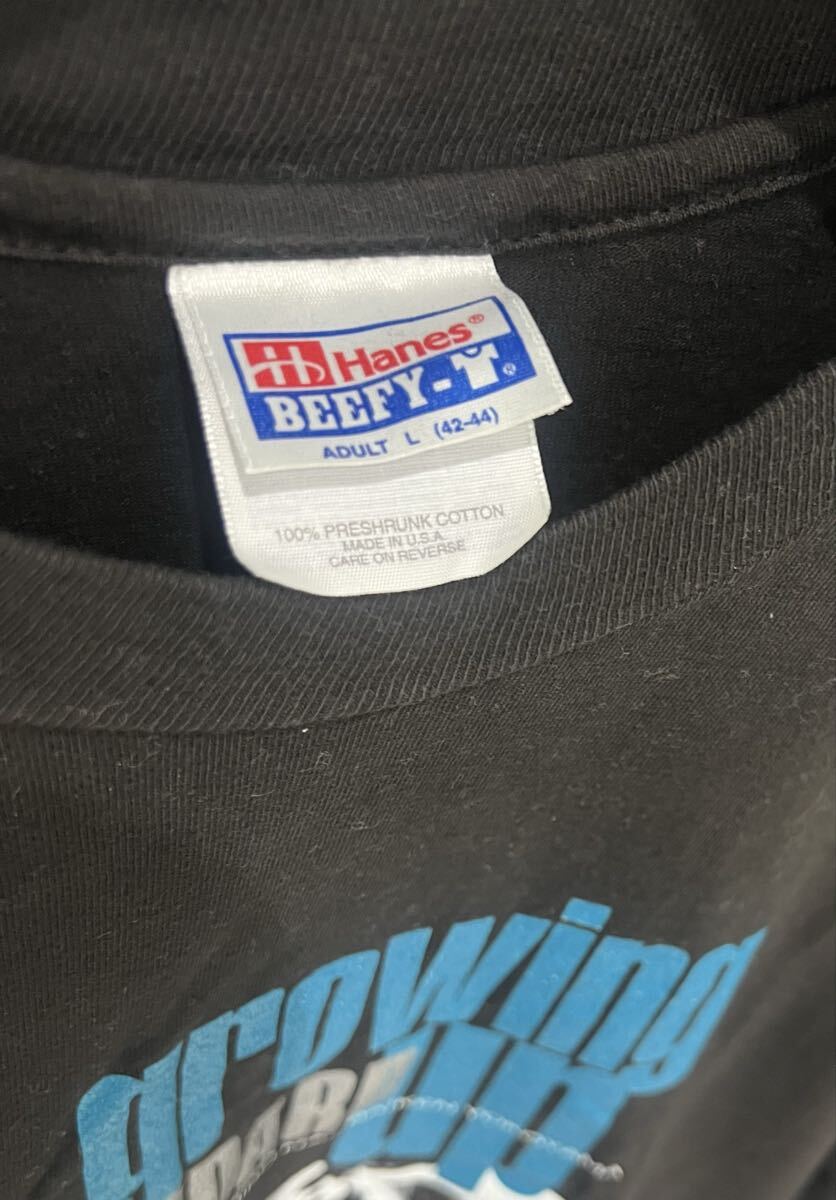 Hanes®
BEEFY-T®
ADULT L (42-44)
100% PRESHRUNK COTTON
MADE IN U.S.A.
CARE ON REVERSE
growing
up